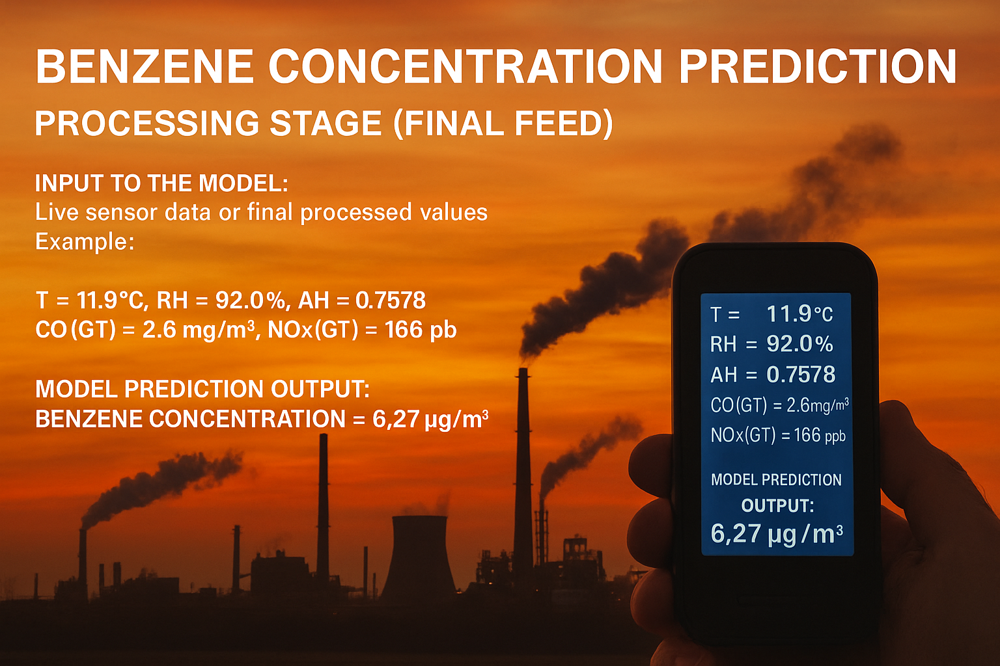 BENZENE CONCENTRATION PREDICTION
PROCESSING STAGE (FINAL FEED)
INPUT TO THE MODEL:
Live sensor data or final processed values
Example:
T = 11.9°C, RH = 92.0%, AH = 0.7578
CO(GT) = 2.6 mg/m³, NOx(GT) = 166 pb
MODEL PREDICTION OUTPUT:
BENZENE CONCENTRATION = 6,27 µg/m³
T = 11.9°C
RH = 92.0%
AH = 0.7578
CO(GT) = 2.6mg/m³
NOx(GT) = 166 ppb
MODEL PREDICTION
OUTPUT:
6,27 µg/m³